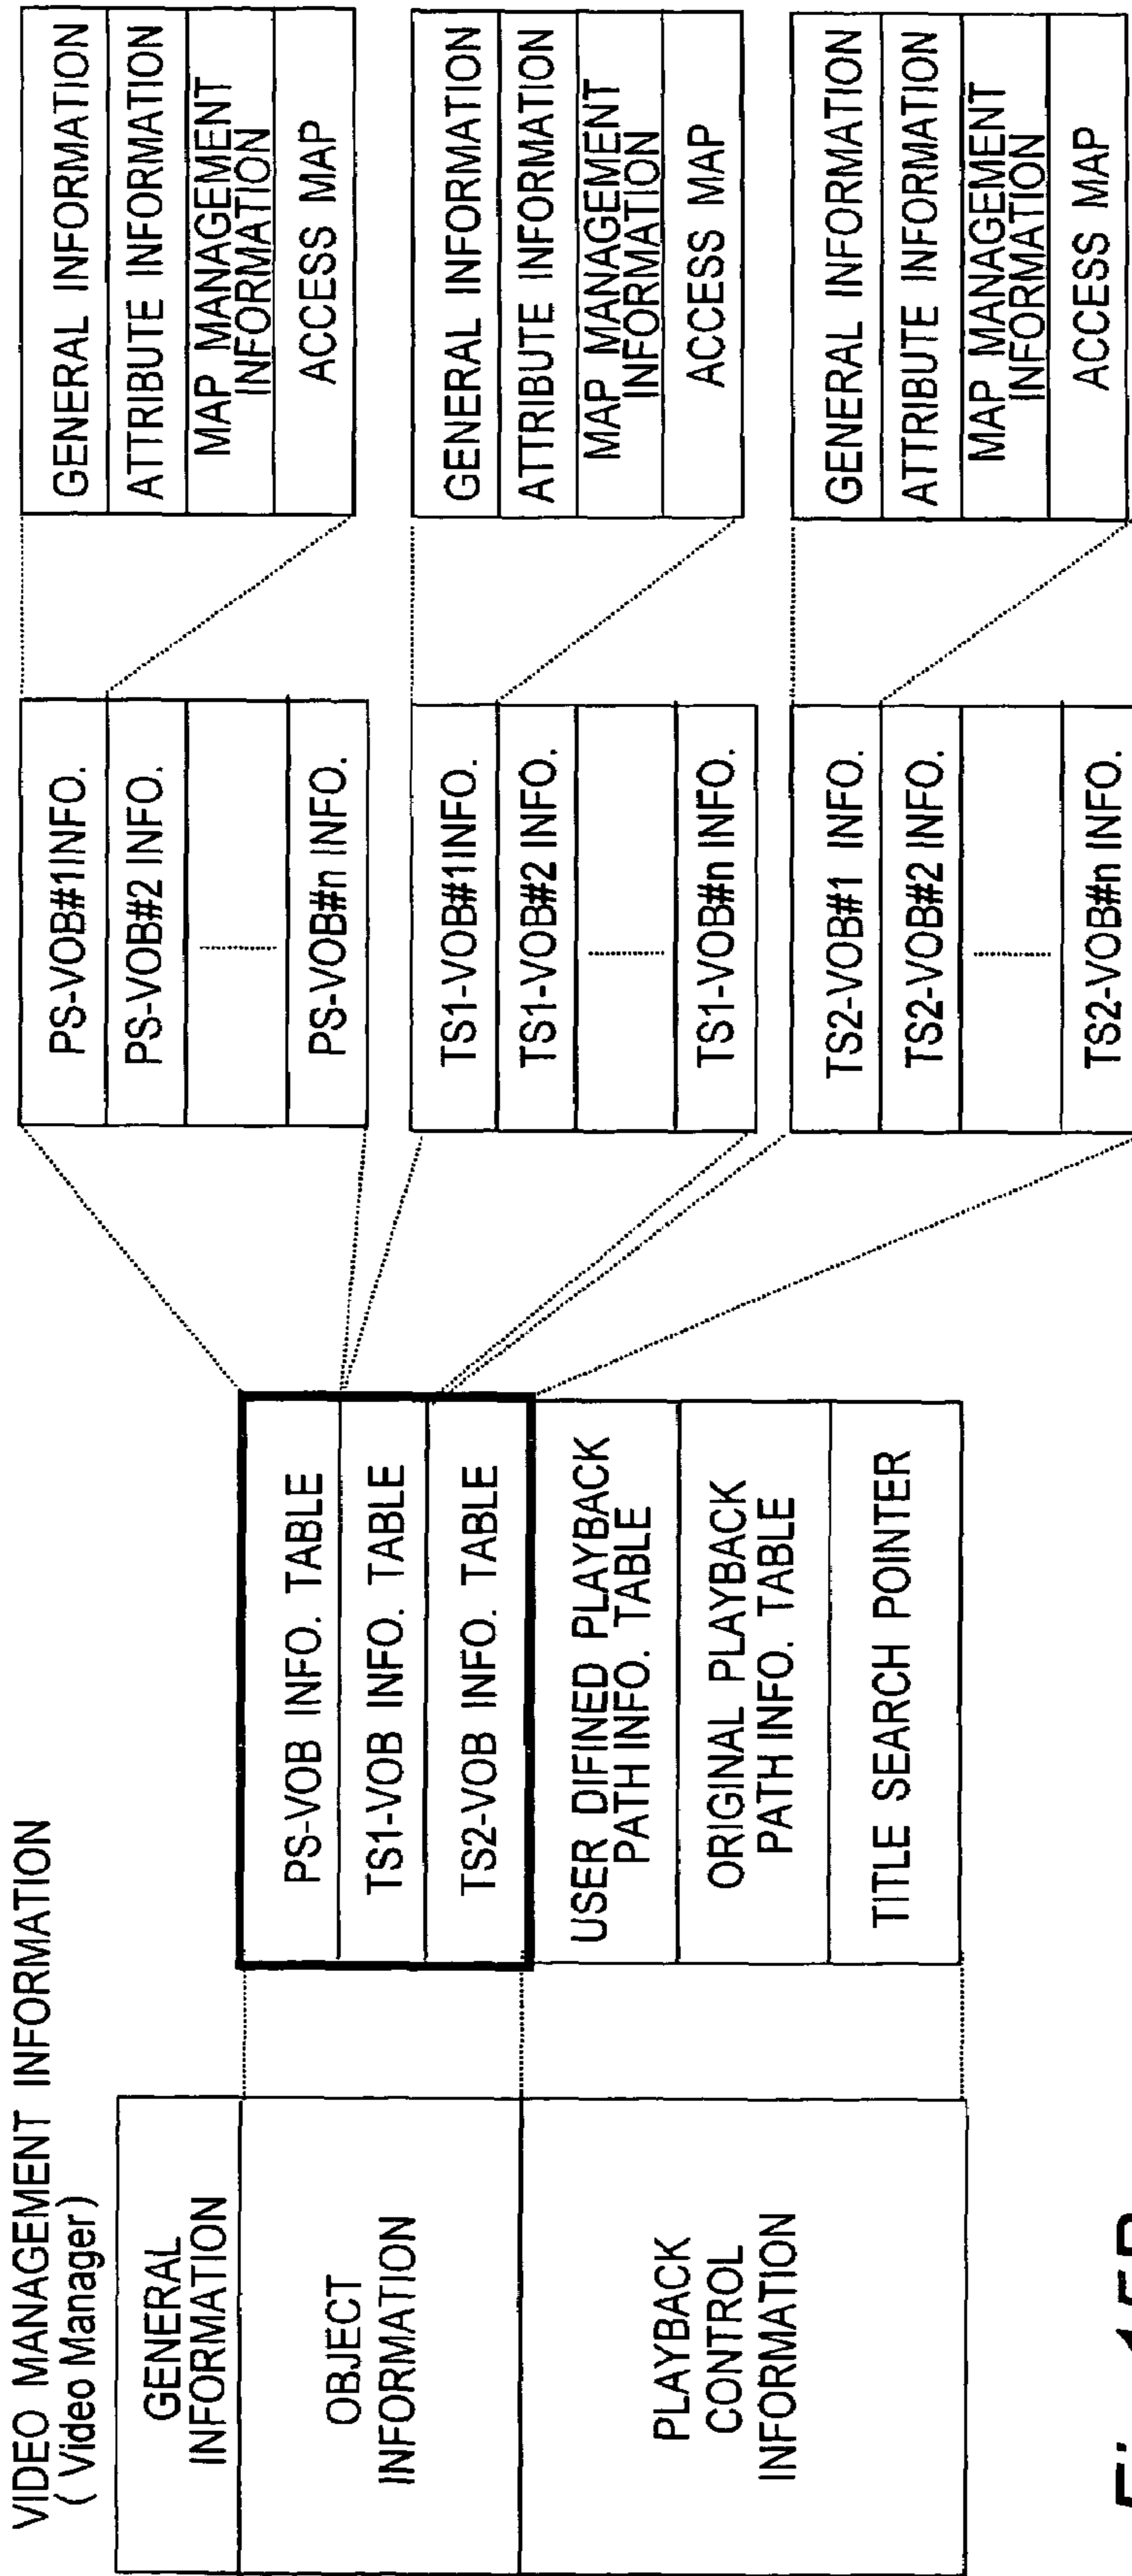 VIDEO MANAGEMENT INFORMATION
( Video Manager )
GENERAL
INFORMATION
OBJECT
INFORMATION
PLAYBACK
CONTROL
INFORMATION
PS-VOB INFO. TABLE
TS1-VOB INFO. TABLE
TS2-VOB INFO. TABLE
USER DIFINED PLAYBACK
PATH INFO. TABLE
ORIGINAL PLAYBACK
PATH INFO. TABLE
TITLE SEARCH POINTER
PS-VOB#1INFO.
PS-VOB#2 INFO.
PS-VOB#n INFO.
TS1-VOB#1INFO.
TS1-VOB#2 INFO.
TS1-VOB#n INFO.
TS2-VOB#1 INFO.
TS2-VOB#2 INFO.
TS2-VOB#n INFO.
GENERAL INFORMATION
ATTRIBUTE INFORMATION
MAP MANAGEMENT
INFORMATION
ACCESS MAP
GENERAL INFORMATION
ATTRIBUTE INFORMATION
MAP MANAGEMENT
INFORMATION
ACCESS MAP
GENERAL INFORMATION
ATTRIBUTE INFORMATION
MAP MANAGEMENT
INFORMATION
ACCESS MAP